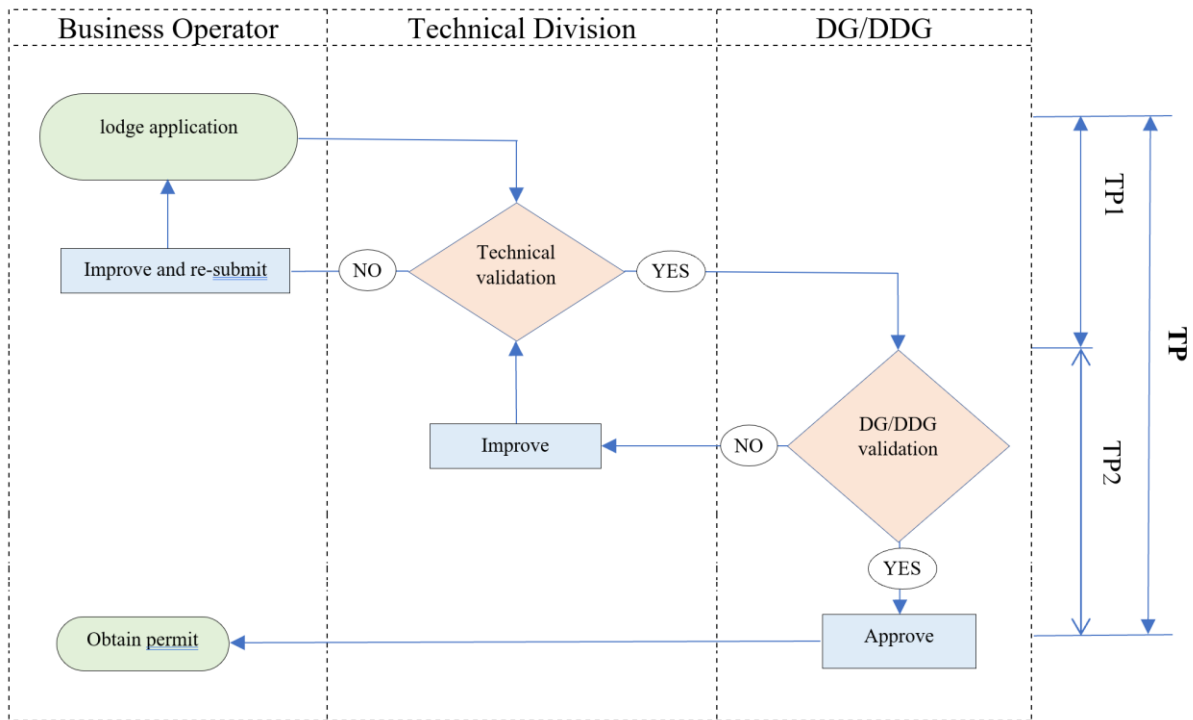 Business Operator
Technical Division
DG/DDG
lodge application
TP1
Improve and re-submit
NO
Technical
validation
YES
TP
DG/DDG
validation
NO
Improve
TP2
YES
Obtain permit
Approve